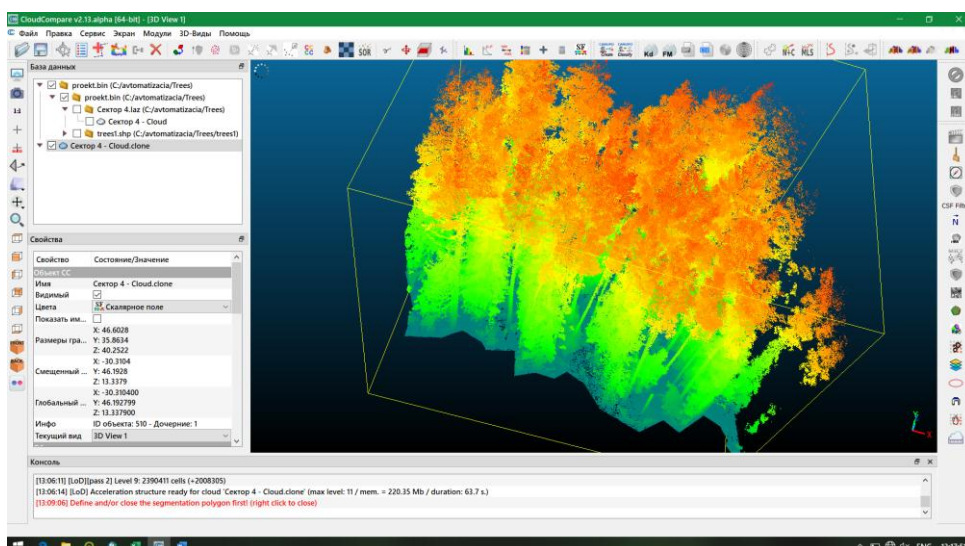 CloudCompare v2.13.alpha [64-bit] - [3D View 1]
Файл Правка Сервис Экран Модули 3D-Виды Помощь
SOR
SF
Kd FM
N+C MLS
База данных
proekt.bin (C:/avtomatizacia/Trees)
proekt.bin (C:/avtomatizacia/Trees)
Сектор 4.laz (C:/avtomatizacia/Trees)
Сектор 4 - Cloud
trees1.shp (C:/avtomatizacia/Trees/trees1)
Сектор 4 - Cloud.clone
1:1
CSF Filt
N
Свойства
Свойство Состояние/Значение
Объект CC
Имя Сектор 4 - Cloud.clone
Видимый
Цвета Скалярное поле
Показать им...
X: 46.6028
Размеры гра... Y: 35.8634
Z: 40.2522
X: -30.3104
Смещенный ... Y: 46.1928
Z: 13.3379
X: -30.310400
Глобальный ... Y: 46.192799
Z: 13.337900
Инфо ID объекта: 510 - Дочерние: 1
Текущий вид 3D View 1
Консоль
[13:06:11] [LoD][pass 2] Level 9: 2390411 cells (+2008305)
[13:06:14] [LoD] Acceleration structure ready for cloud 'Сектор 4 - Cloud.clone' (max level: 11 / mem. = 220.35 Mb / duration: 63.7 s.)
[13:09:06] Define and/or close the segmentation polygon first! (right click to close)
ENG